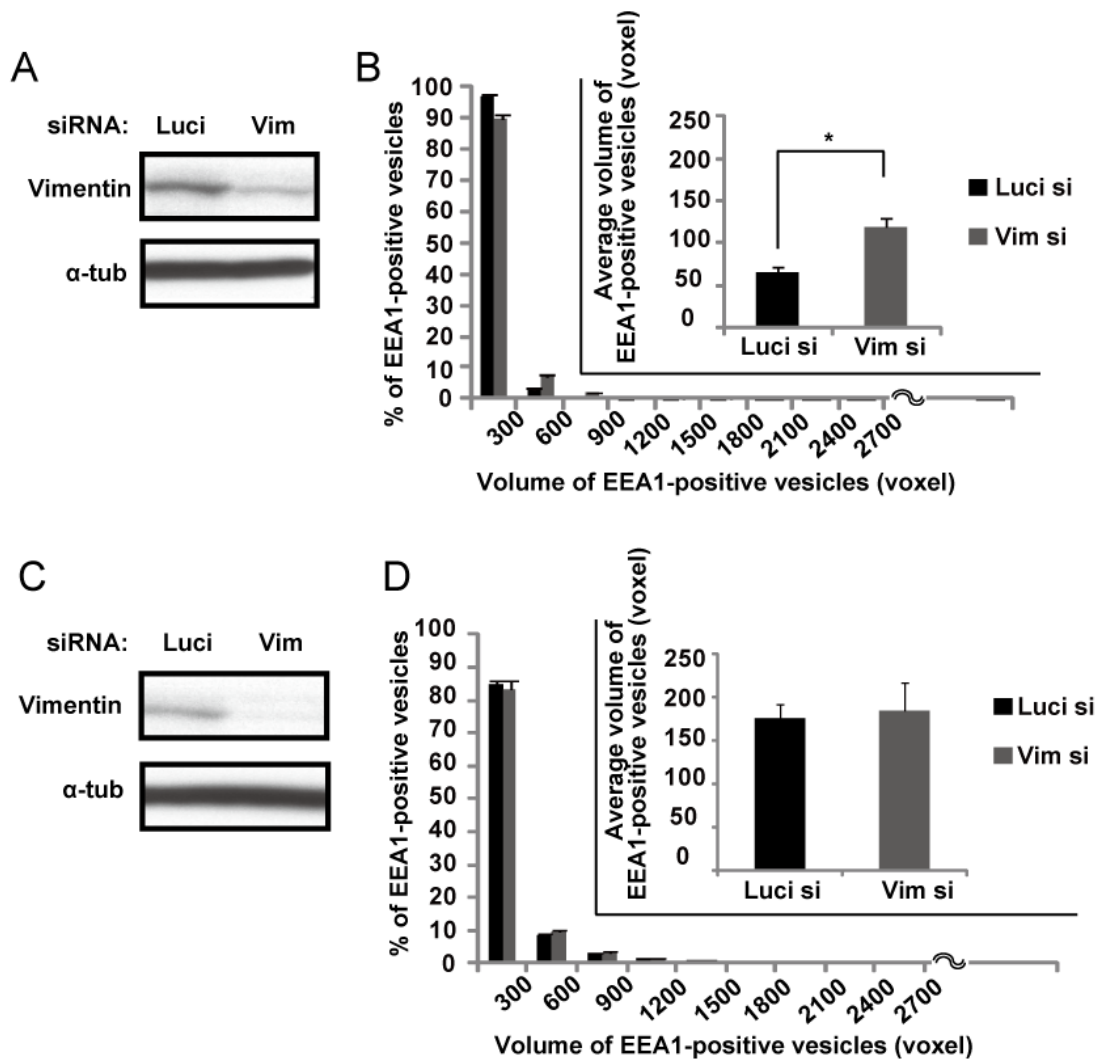 A
siRNA: Luci Vim
Vimentin
α-tub
B
% of EEA1-positive vesicles
100
90
80
70
60
50
40
30
20
10
0
300 600 900 1200 1500 1800 2100 2400 2700
Volume of EEA1-positive vesicles (voxel)
Average volume of
EEA1-positive vesicles (voxel)
250
200
150
100
50
0
*
Luci si Vim si
Luci si
Vim si
C
siRNA: Luci Vim
Vimentin
α-tub
D
% of EEA1-positive vesicles
100
90
80
70
60
50
40
30
20
10
0
300 600 900 1200 1500 1800 2100 2400 2700
Volume of EEA1-positive vesicles (voxel)
Average volume of
EEA1-positive vesicles (voxel)
250
200
150
100
50
0
Luci si Vim si
Luci si
Vim si